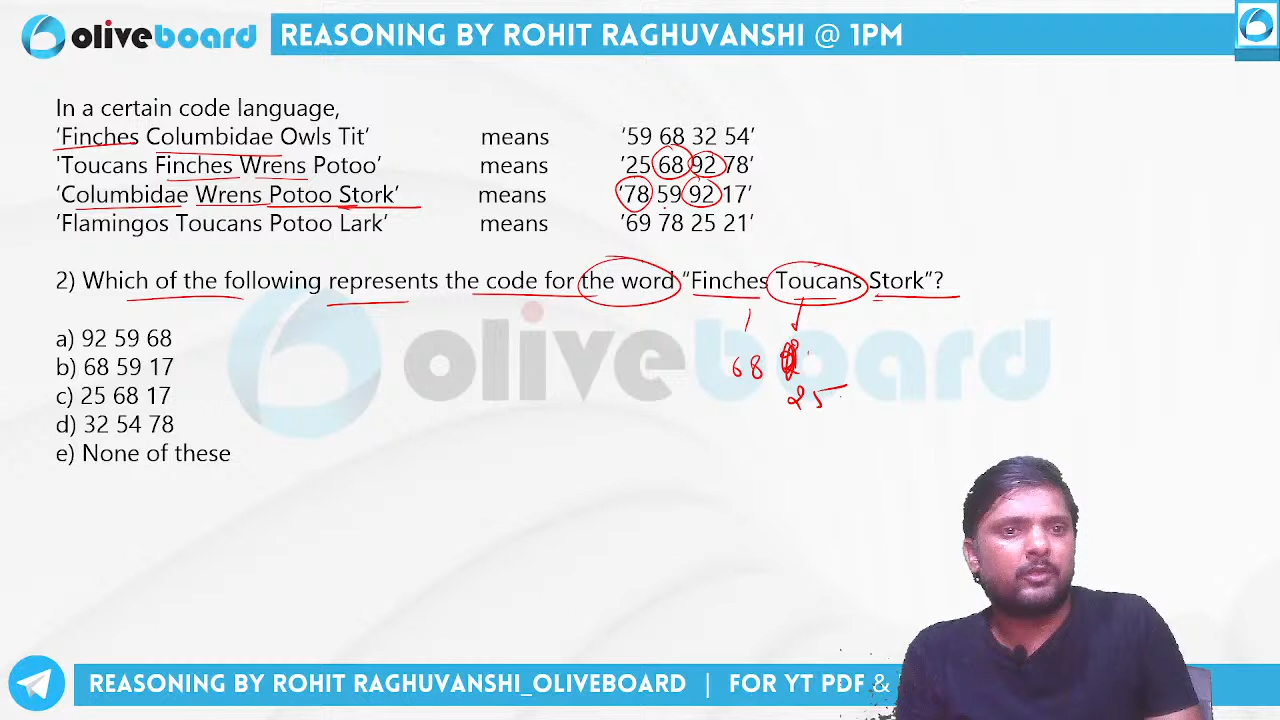 oliveboard REASONING BY ROHIT RAGHUVANSHI @ 1PM
In a certain code language,
‘Finches Columbidae Owls Tit’ means ’59 68 32 54’
'Toucans Finches Wrens Potoo’ means ’25 68 92 78’
‘Columbidae Wrens Potoo Stork’ means ’78 59 92 17’
‘Flamingos Toucans Potoo Lark’ means ’69 78 25 21’
2) Which of the following represents the code for the word “Finches Toucans Stork”?
a) 92 59 68
b) 68 59 17
c) 25 68 17
d) 32 54 78
e) None of these
68
25
oliveboard
REASONING BY ROHIT RAGHUVANSHI_OLIVEBOARD | FOR YT PDF &